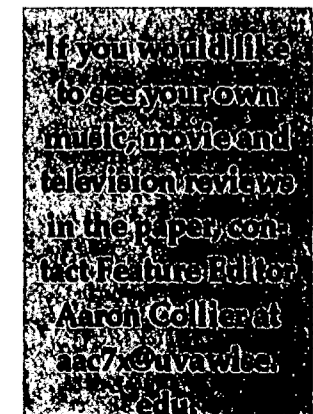 If you would like
to see your own
music, movie and
television reviews
in the paper, con-
tact Feature Editor
Aaron Collier at
aac7x@uvawise.
edu.